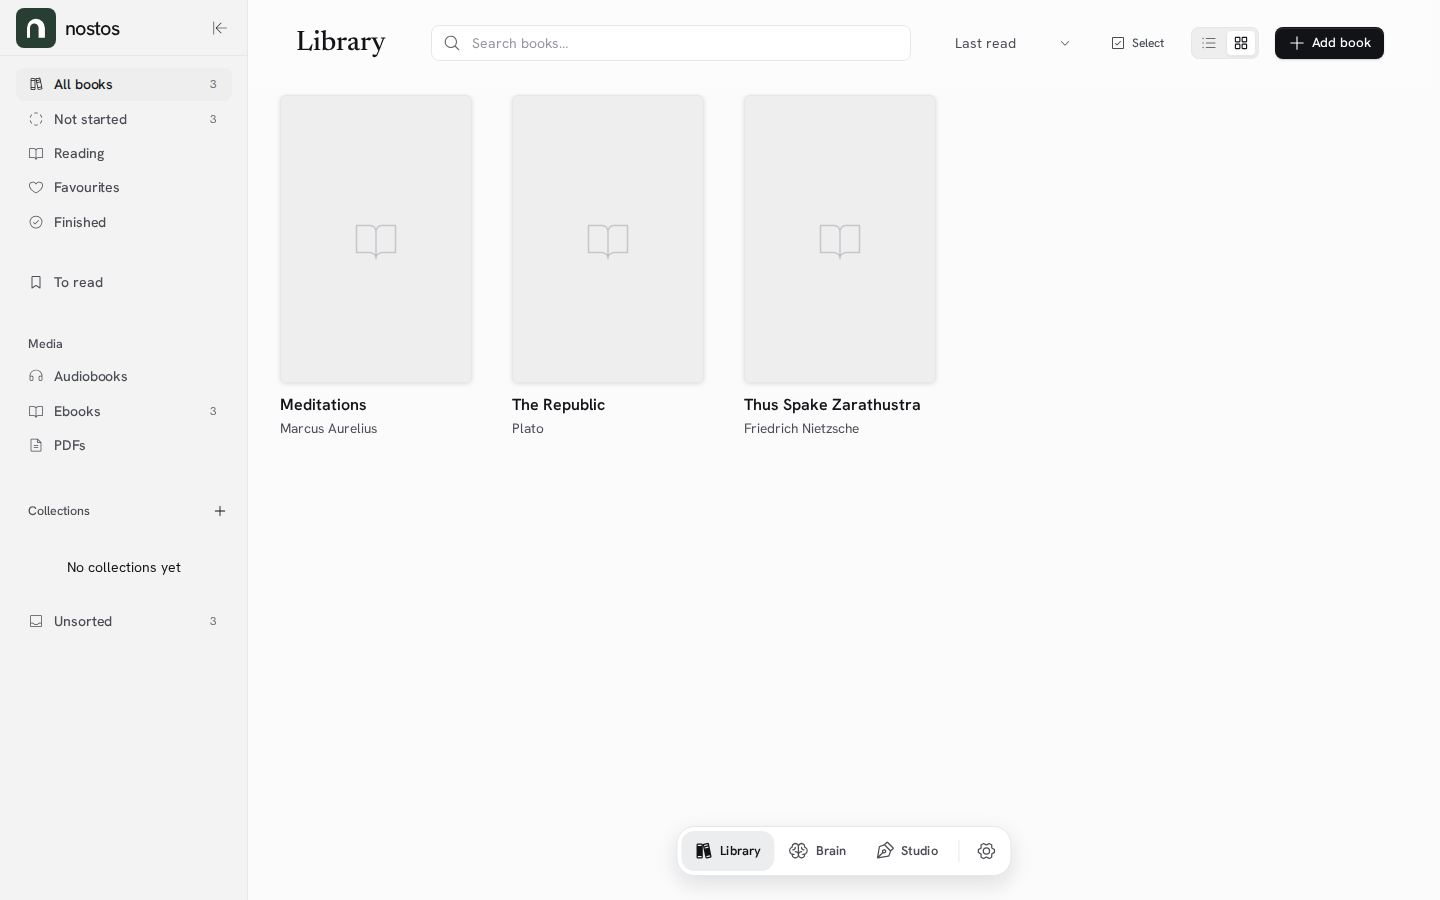 nostos
All books 3
Not started 3
Reading
Favourites
Finished
To read
Media
Audiobooks
Ebooks 3
PDFs
Collections
No collections yet
Unsorted 3
Library
Search books...
Last read
Select
Add book
Meditations
Marcus Aurelius
The Republic
Plato
Thus Spake Zarathustra
Friedrich Nietzsche
Library
Brain
Studio